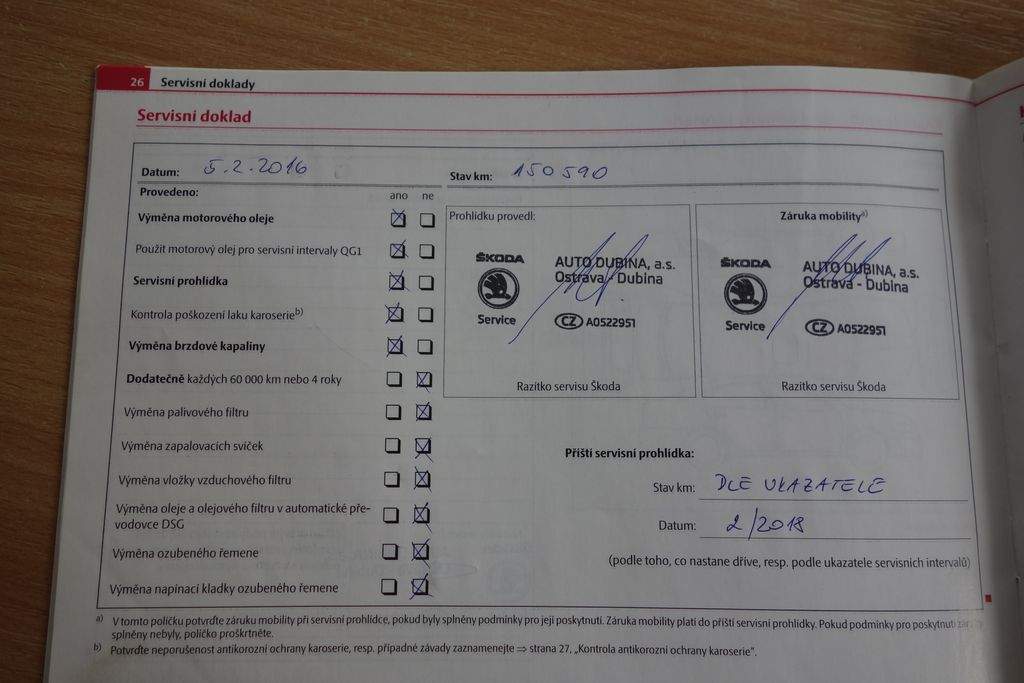 26 Servisní doklady
Servisní doklad
Datum: 5.2.2016
Stav km: 150590
Provedeno:
ano ne
Výměna motorového oleje
Použit motorový olej pro servisní intervaly QG1
Servisní prohlídka
Kontrola poškození laku karoserie b)
Výměna brzdové kapaliny
Dodatečně každých 60 000 km nebo 4 roky
Výměna palivového filtru
Výměna zapalovacích svíček
Výměna vložky vzduchového filtru
Výměna oleje a olejového filtru v automatické pře-
vodovce DSG
Výměna ozubeného řemene
Výměna napínací kladky ozubeného řemene
Prohlídku provedl:
ŠKODA
Service
AUTO DUBINA, a.s.
Ostrava - Dubina
CZ A0522951
Razítko servisu Škoda
Záruka mobility a)
ŠKODA
Service
AUTO DUBINA, a.s.
Ostrava - Dubina
CZ A0522951
Razítko servisu Škoda
Příští servisní prohlídka:
Stav km: DLE UKAZATELE
Datum: 2/2018
(podle toho, co nastane dříve, resp. podle ukazatele servisních intervalů)
a) V tomto políčku potvrďte záruku mobility při servisní prohlídce, pokud byly splněny podmínky pro její poskytnutí. Záruka mobility platí do příští servisní prohlídky. Pokud podmínky pro poskytnutí
splněny nebyly, políčko proškrtněte.
b) Potvrďte neporušenost antikorozní ochrany karoserie, resp. případné závady zaznamenejte ⇒ strana 27, „Kontrola antikorozní ochrany karoserie“.